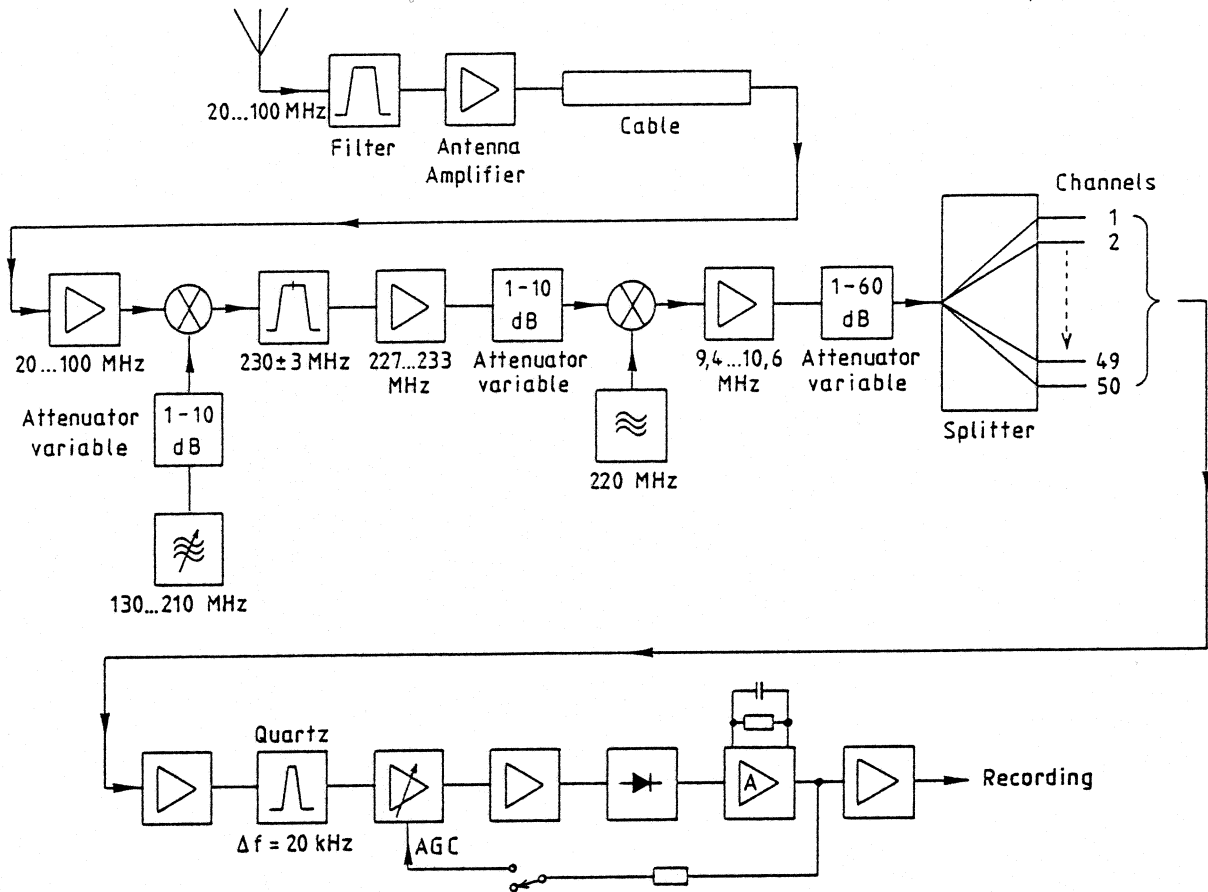 20...100 MHz
Filter
Antenna
Amplifier
Cable
Channels
1
2
49
50
Splitter
20...100 MHz
230±3 MHz
227...233
MHz
1-10
dB
Attenuator
variable
9,4...10,6
MHz
1-60
dB
Attenuator
variable
Attenuator
variable
1-10
dB
220 MHz
130...210 MHz
Quartz
Δf = 20 kHz
AGC
A
Recording